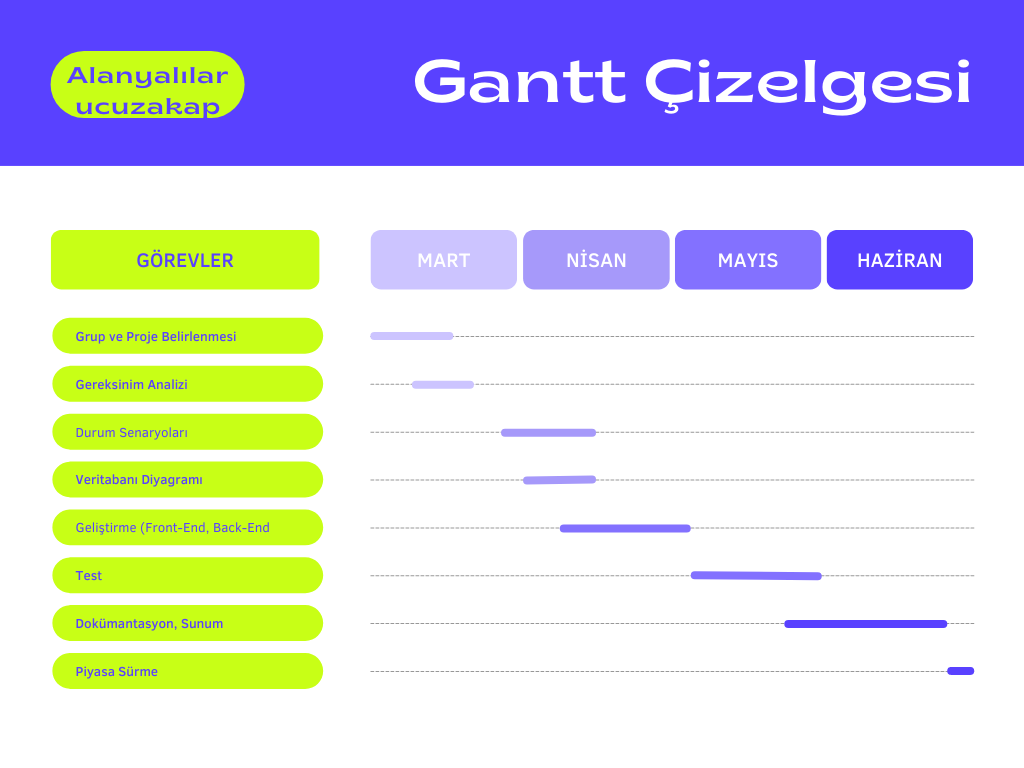 Alanyalılar
ucuzakap
Gantt Çizelgesi
GÖREVLER
MART
NİSAN
MAYIS
HAZİRAN
Grup ve Proje Belirlenmesi
Gereksinim Analizi
Durum Senaryoları
Veritabanı Diyagramı
Geliştirme (Front-End, Back-End
Test
Dokümantasyon, Sunum
Piyasa Sürme